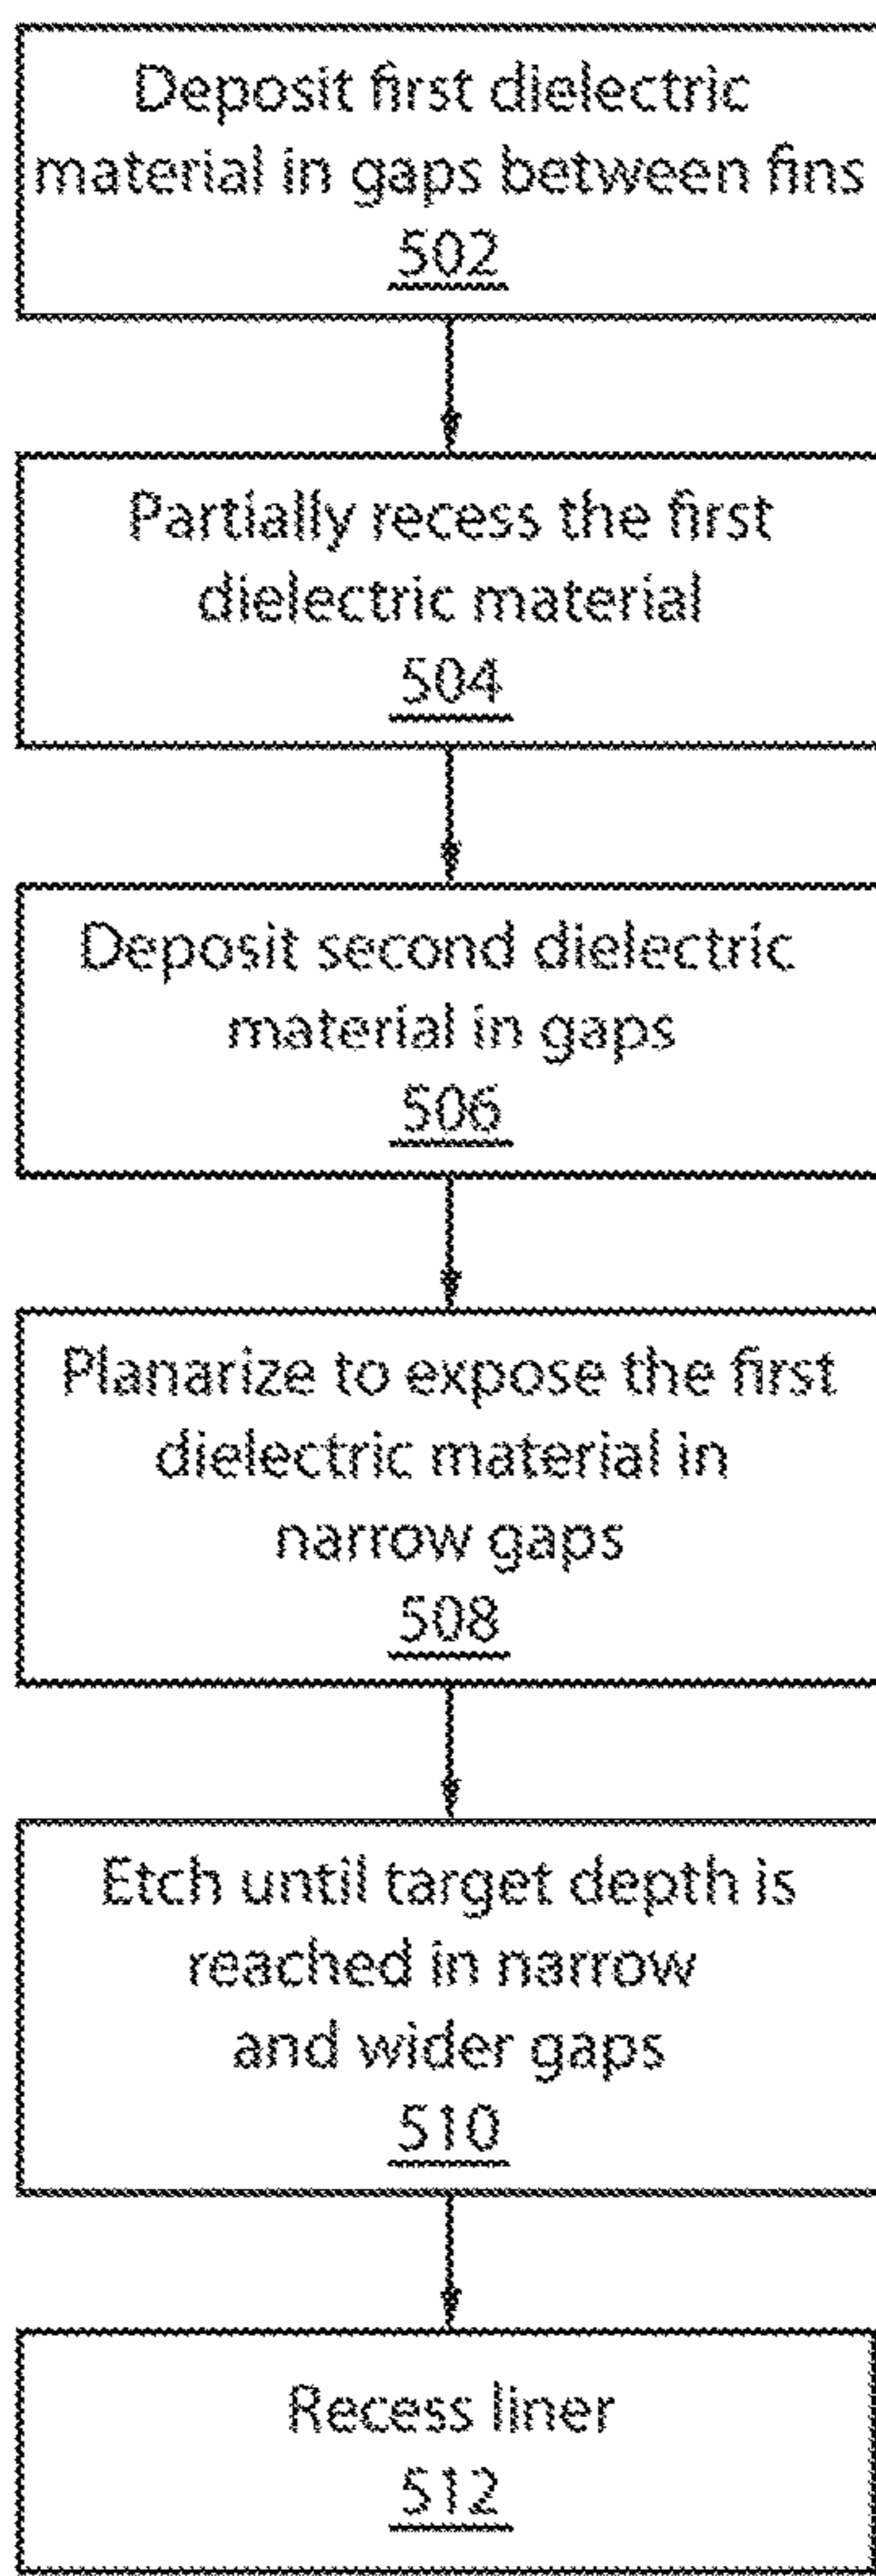 Deposit first dielectric
material in gaps between fins
502
Partially recess the first
dielectric material
504
Deposit second dielectric
material in gaps
506
Planarize to expose the first
dielectric material in
narrow gaps
508
Etch until target depth is
reached in narrow
and wider gaps
510
Recess liner
512